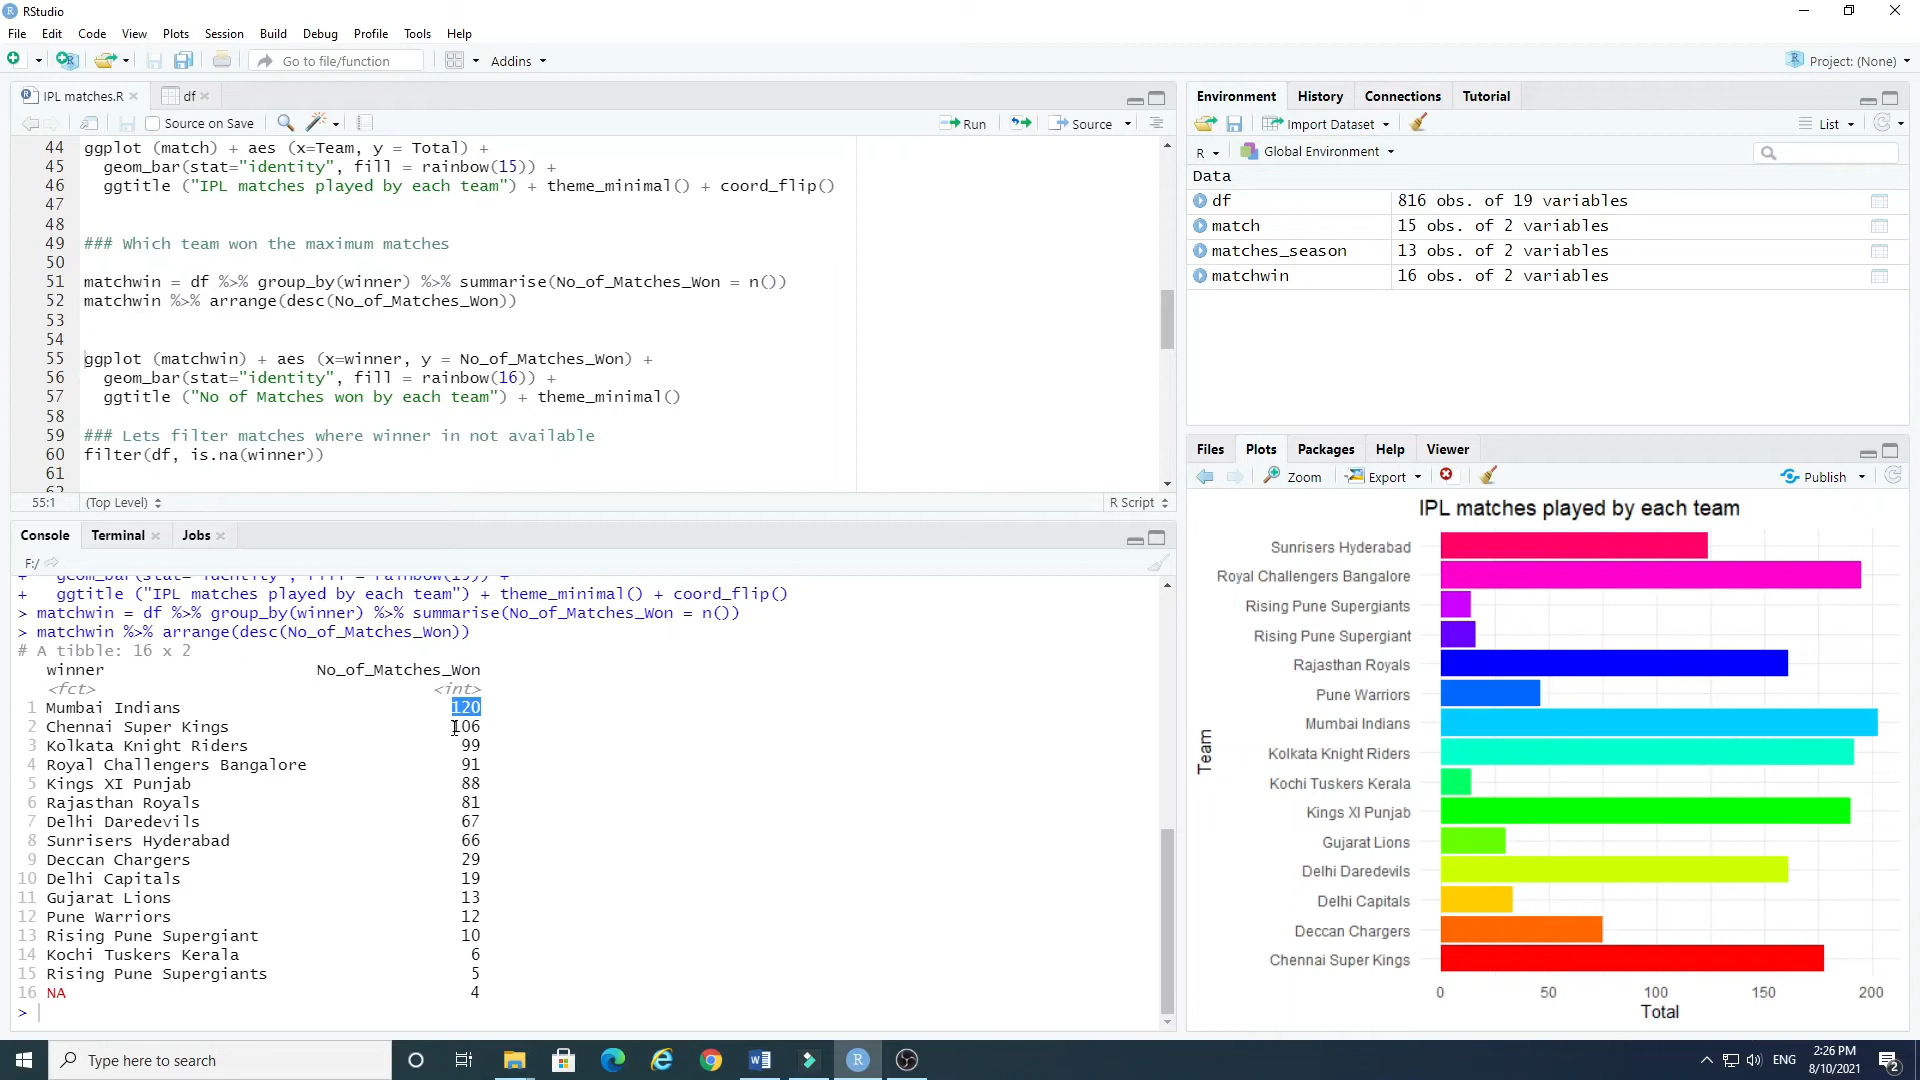 RStudio
File Edit Code View Plots Session Build Debug Profile Tools Help
Go to file/function Addins Project: (None)
IPL matches.R df
Source on Save Run Source
44 ggplot (match) + aes (x=Team, y = Total) +
45 geom_bar(stat="identity", fill = rainbow(15)) +
46 ggtitle ("IPL matches played by each team") + theme_minimal() + coord_flip()
47
48
49 ### Which team won the maximum matches
50
51 matchwin = df %>% group_by(winner) %>% summarise(No_of_Matches_Won = n())
52 matchwin %>% arrange(desc(No_of_Matches_Won))
53
54
55 ggplot (matchwin) + aes (x=winner, y = No_of_Matches_Won) +
56 geom_bar(stat="identity", fill = rainbow(16)) +
57 ggtitle ("No of Matches won by each team") + theme_minimal()
58
59 ### Lets filter matches where winner in not available
60 filter(df, is.na(winner))
61
62
55:1 (Top Level) R Script
Console Terminal Jobs
F:/
+ geom_bar(stat="identity", fill = rainbow(15)) +
+ ggtitle ("IPL matches played by each team") + theme_minimal() + coord_flip()
> matchwin = df %>% group_by(winner) %>% summarise(No_of_Matches_Won = n())
> matchwin %>% arrange(desc(No_of_Matches_Won))
# A tibble: 16 x 2
winner No_of_Matches_Won
<fct> <int>
1 Mumbai Indians 120
2 Chennai Super Kings 106
3 Kolkata Knight Riders 99
4 Royal Challengers Bangalore 91
5 Kings XI Punjab 88
6 Rajasthan Royals 81
7 Delhi Daredevils 67
8 Sunrisers Hyderabad 66
9 Deccan Chargers 29
10 Delhi Capitals 19
11 Gujarat Lions 13
12 Pune Warriors 12
13 Rising Pune Supergiant 10
14 Kochi Tuskers Kerala 6
15 Rising Pune Supergiants 5
16 NA 4
>
Environment History Connections Tutorial
Import Dataset List
R Global Environment
Data
df 816 obs. of 19 variables
match 15 obs. of 2 variables
matches_season 13 obs. of 2 variables
matchwin 16 obs. of 2 variables
Files Plots Packages Help Viewer
Zoom Export Publish
IPL matches played by each team
Sunrisers Hyderabad
Royal Challengers Bangalore
Rising Pune Supergiants
Rising Pune Supergiant
Rajasthan Royals
Pune Warriors
Mumbai Indians
Kolkata Knight Riders
Kochi Tuskers Kerala
Kings XI Punjab
Gujarat Lions
Delhi Daredevils
Delhi Capitals
Deccan Chargers
Chennai Super Kings
Team
0 50 100 150 200
Total
Type here to search
ENG
2:26 PM
8/10/2021
2